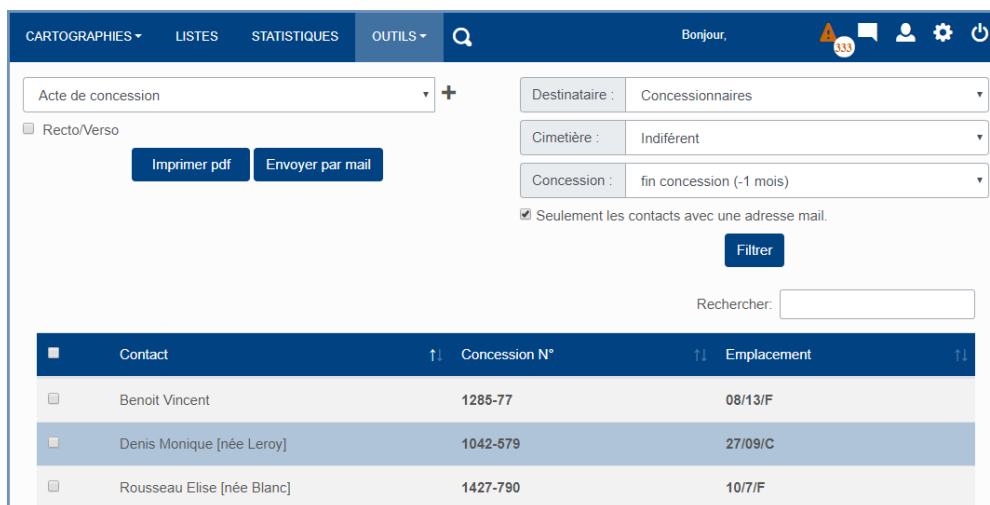 CARTOGRAPHIES LISTES STATISTIQUES OUTILS Bonjour, 333
Acte de concession
Recto/Verso
Imprimer pdf Envoyer par mail
Destinataire : Concessionnaires
Cimetière : Indiférent
Concession : fin concession (-1 mois)
Seulement les contacts avec une adresse mail.
Filtrer
Rechercher:
Contact Concession N° Emplacement
Benoit Vincent 1285-77 08/13/F
Denis Monique [née Leroy] 1042-579 27/09/C
Rousseau Elise [née Blanc] 1427-790 10/7/F